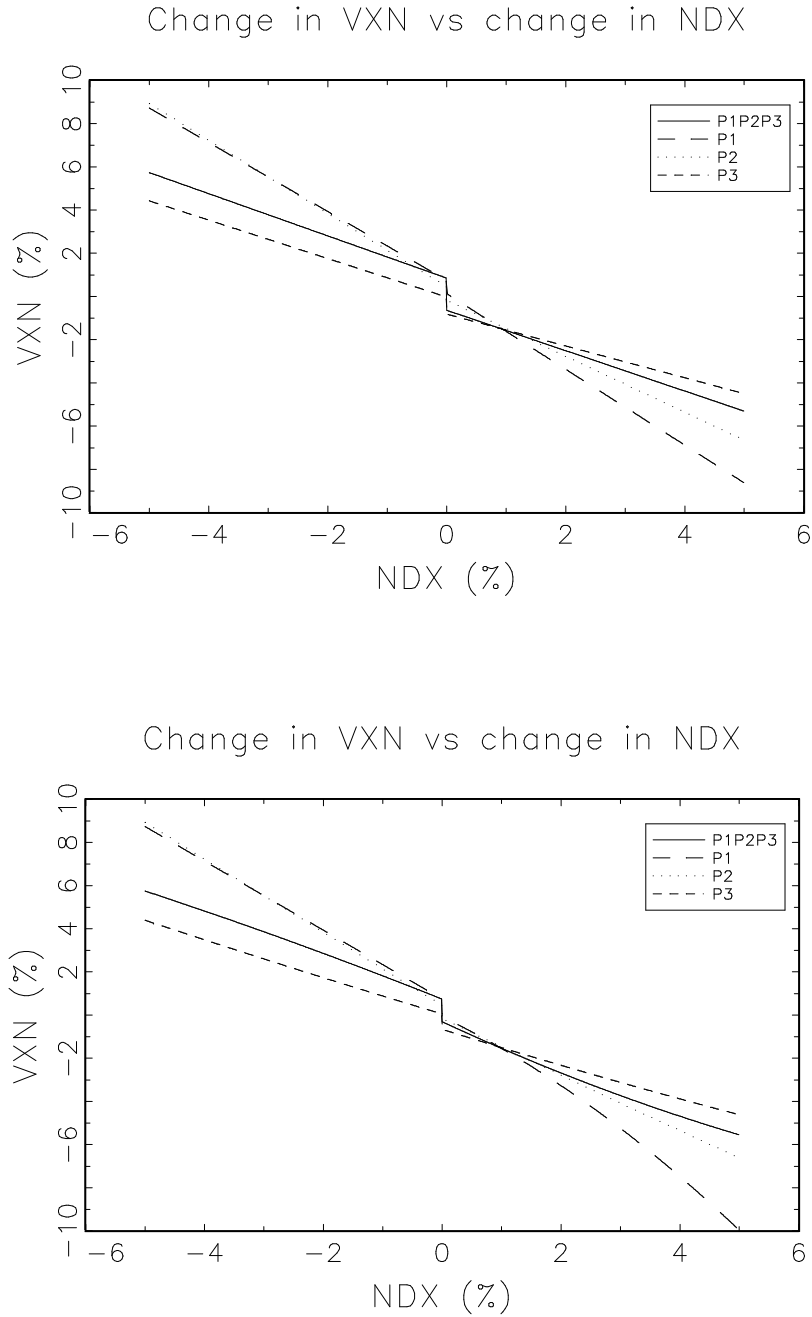 Change in VXN vs change in NDX
VXN (%)
10
8
6
4
2
−2
−6
−10
P1P2P3
P1
P2
P3
−6 −4 −2 0 2 4 6
NDX (%)
Change in VXN vs change in NDX
VXN (%)
10
8
6
4
2
−2
−6
−10
P1P2P3
P1
P2
P3
−6 −4 −2 0 2 4 6
NDX (%)